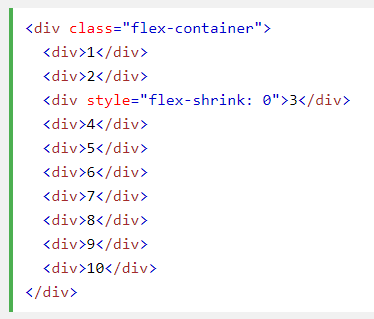 <div class="flex-container">
  <div>1</div>
  <div>2</div>
  <div style="flex-shrink: 0">3</div>
  <div>4</div>
  <div>5</div>
  <div>6</div>
  <div>7</div>
  <div>8</div>
  <div>9</div>
  <div>10</div>
</div>